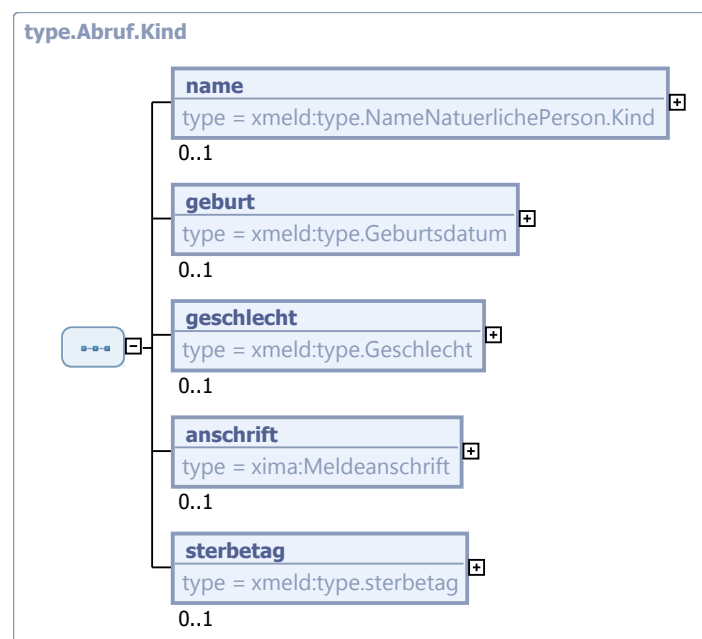 type.Abruf.Kind
name
type = xmeld:type.NameNatuerlichePerson.Kind
0..1
geburt
type = xmeld:type.Geburtsdatum
0..1
geschlecht
type = xmeld:type.Geschlecht
0..1
anschrift
type = xima:Meldeanschrift
0..1
sterbetag
type = xmeld:type.sterbetag
0..1